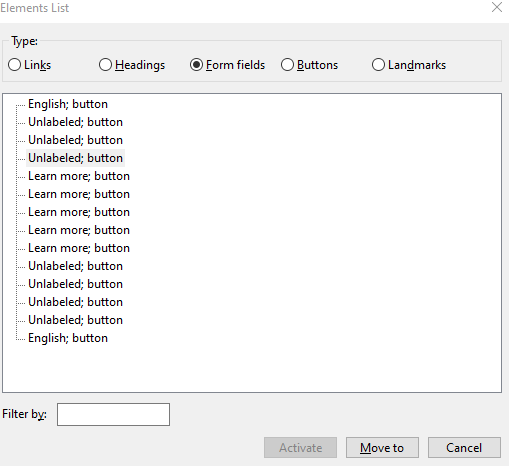 Elements List
Type:
Links Headings Form fields Buttons Landmarks
English; button
Unlabeled; button
Unlabeled; button
Unlabeled; button
Learn more; button
Learn more; button
Learn more; button
Learn more; button
Learn more; button
Unlabeled; button
Unlabeled; button
Unlabeled; button
Unlabeled; button
English; button
Filter by:
Activate Move to Cancel